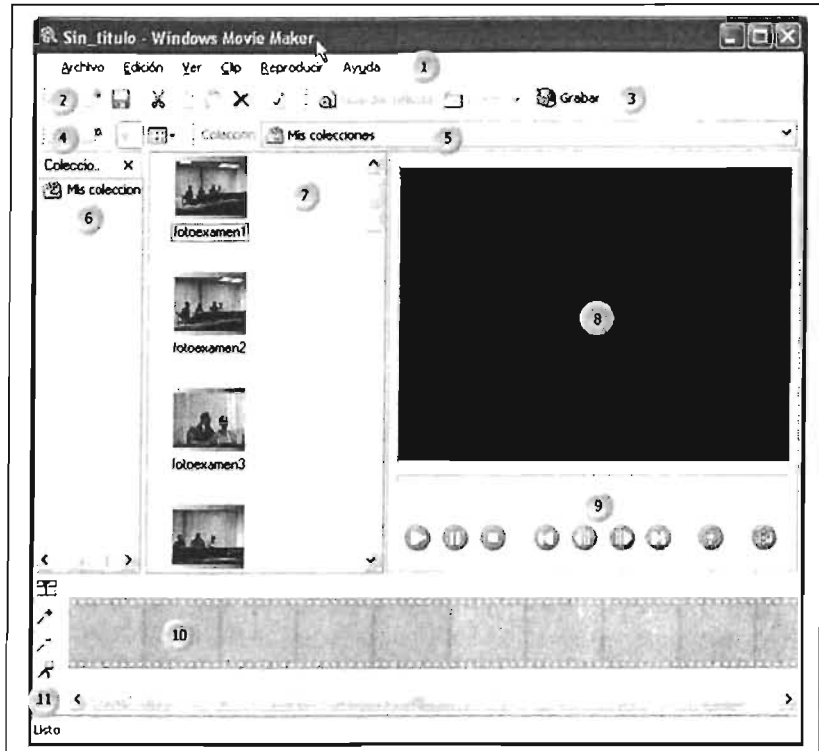 Sin_titulo - Windows Movie Maker
Archivo Edición Ver Clip Reproducir Ayuda 1
2 Grabar 3
4 Colección Mis colecciones 5
Coleccio.. X
Mis coleccion
6
7
fotoexamen1
fotoexamen2
fotoexamen3
8
9
10
11
Listo